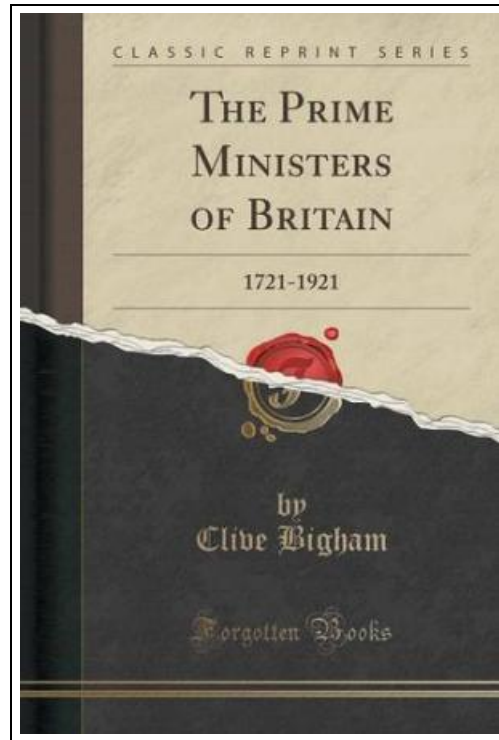 CLASSIC REPRINT SERIES
THE PRIME
MINISTERS
OF BRITAIN
1721-1921
by
Clive Bigham
Forgotten Books